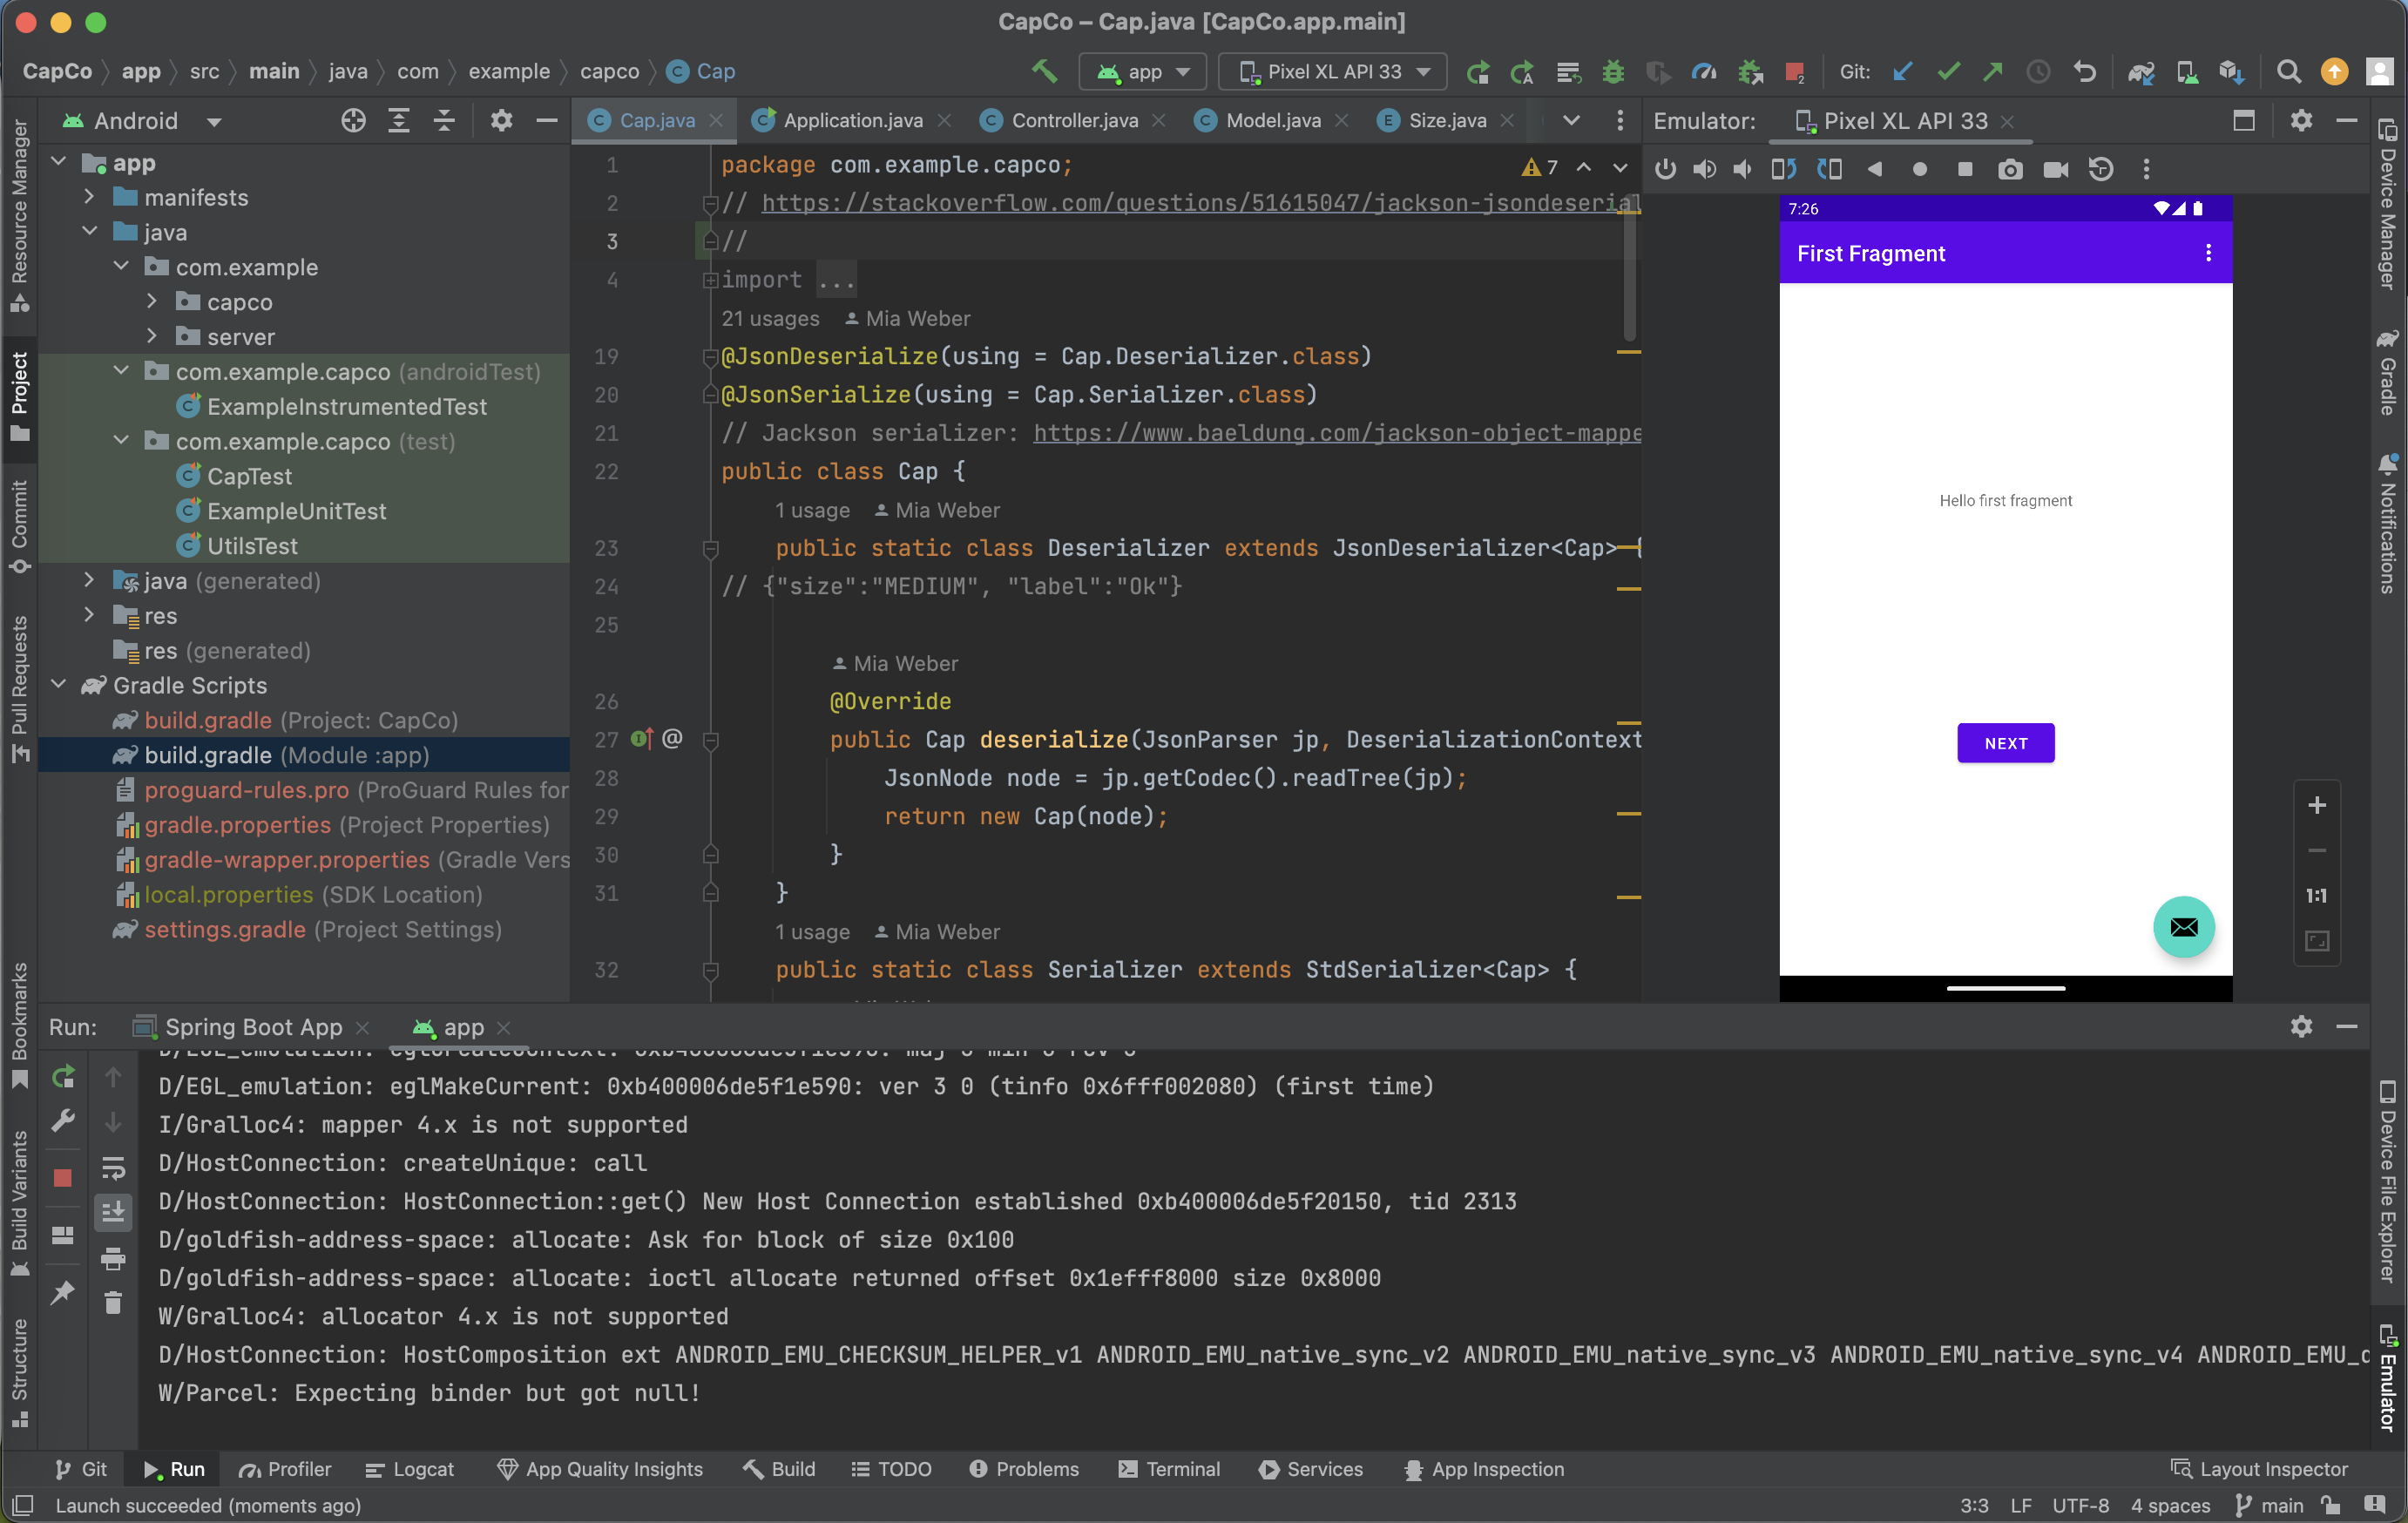 CapCo – Cap.java [CapCo.app.main]
CapCo app src main java com example capco Cap
app
Pixel XL API 33
Git:
Android
Cap.java
Application.java
Controller.java
Model.java
Size.java
Emulator:
Pixel XL API 33
Resource Manager
Project
Commit
Pull Requests
Bookmarks
Build Variants
Structure
app
manifests
java
com.example
capco
server
com.example.capco (androidTest)
ExampleInstrumentedTest
com.example.capco (test)
CapTest
ExampleUnitTest
UtilsTest
java (generated)
res
res (generated)
Gradle Scripts
build.gradle (Project: CapCo)
build.gradle (Module :app)
proguard-rules.pro (ProGuard Rules for
gradle.properties (Project Properties)
gradle-wrapper.properties (Gradle Vers
local.properties (SDK Location)
settings.gradle (Project Settings)
7
1 package com.example.capco;
2 // https://stackoverflow.com/questions/51615047/jackson-jsondeserial
3 //
4 import ...
21 usages Mia Weber
19 @JsonDeserialize(using = Cap.Deserializer.class)
20 @JsonSerialize(using = Cap.Serializer.class)
21 // Jackson serializer: https://www.baeldung.com/jackson-object-mappe
22 public class Cap {
1 usage Mia Weber
23 public static class Deserializer extends JsonDeserializer<Cap> {
24 // {"size":"MEDIUM", "label":"Ok"}
25
Mia Weber
26 @Override
27 public Cap deserialize(JsonParser jp, DeserializationContext
28 JsonNode node = jp.getCodec().readTree(jp);
29 return new Cap(node);
30 }
31 }
1 usage Mia Weber
32 public static class Serializer extends StdSerializer<Cap> {
7:26
First Fragment
Hello first fragment
NEXT
1:1
Device Manager
Gradle
Notifications
Device File Explorer
Emulator
Run: Spring Boot App app
D/EGL_emulation: eglMakeCurrent: 0xb400006de5f1e590: ver 3 0 (tinfo 0x6fff002080) (first time)
I/Gralloc4: mapper 4.x is not supported
D/HostConnection: createUnique: call
D/HostConnection: HostConnection::get() New Host Connection established 0xb400006de5f20150, tid 2313
D/goldfish-address-space: allocate: Ask for block of size 0x100
D/goldfish-address-space: allocate: ioctl allocate returned offset 0x1efff8000 size 0x8000
W/Gralloc4: allocator 4.x is not supported
D/HostConnection: HostComposition ext ANDROID_EMU_CHECKSUM_HELPER_v1 ANDROID_EMU_native_sync_v2 ANDROID_EMU_native_sync_v3 ANDROID_EMU_native_sync_v4 ANDROID_EMU_
W/Parcel: Expecting binder but got null!
Git Run Profiler Logcat App Quality Insights Build TODO Problems Terminal Services App Inspection Layout Inspector
Launch succeeded (moments ago)
3:3 LF UTF-8 4 spaces main